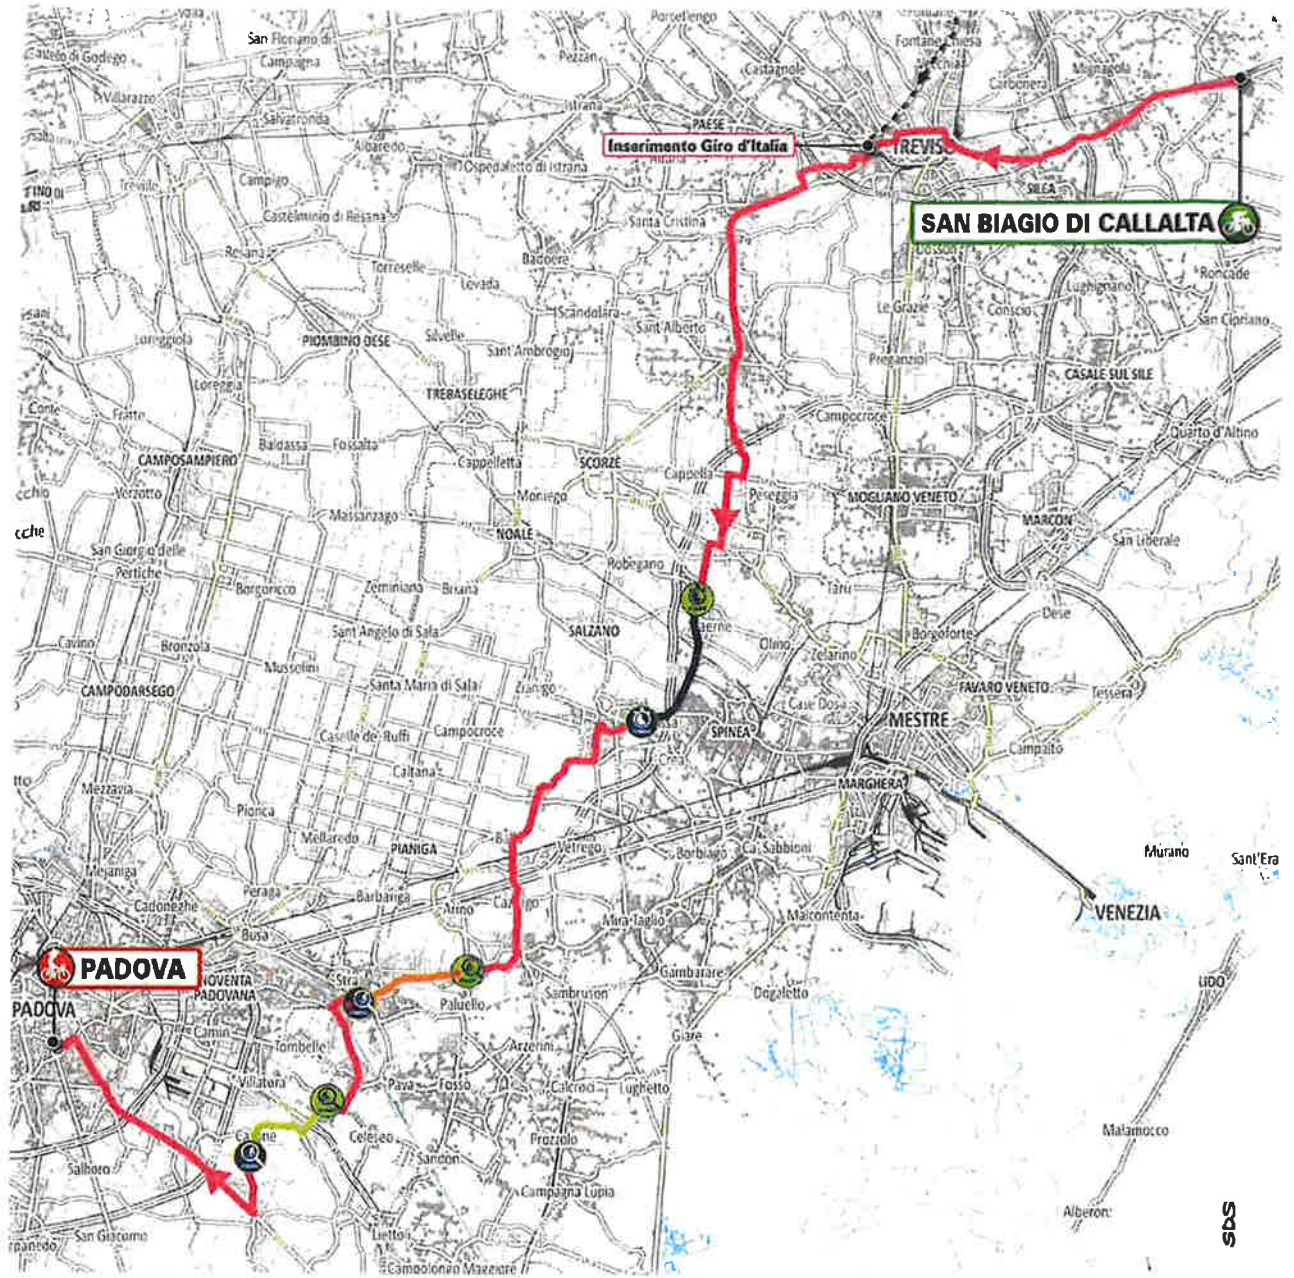 Porcellengo
San Floriano di
Campagna
Castello di Godego
Pezzan
Castagnole
Carbonera
Mignagola
Villarazzo
Salvatronda
Istrana
PAESE
Inserimento Giro d'Italia
TREVISO
Albaredo
Ospedaletto di Istrana
Treville
Campigo
SILEA
SAN BIAGIO DI CALLALTA
Castelminio di Resana
Santa Cristina
Dosson
Resana
Badoere
Torreselle
Levada
Roncade
Lughignano
Scandolara
Le Grazie
Conscio
San Cipriano
Sant'Alberto
Silvelle
PIOMBINO DESE
Loreggiola
Sant'Ambrogio
Preganziol
CASALE SUL SILE
Loreggia
TREBASELEGHE
Fratte
Campocroce
Baldassa
Fossalta
Quarto d'Altino
CAMPOSAMPIERO
Cappelletta
SCORZE
Cappella
Verzotto
Moniego
Peseggia
MOGLIANO VENETO
Massanzago
MARCON
cche
NOALE
San Liberale
San Giorgio delle
Pertiche
Robegano
Borgoricco
Zeminiana
Briana
Taru
Dese
Cavino
Bronzola
Sant'Angelo di Sala
SALZANO
Olino
Zelarino
Borgoforte
Mussolini
CAMPODARSEGO
Santa Maria di Sala
Zianigo
FAVARO VENETO
Tessera
Case Dosa
MESTRE
Caselle de' Ruffi
Campocroce
SPINEA
Campalto
Crea
Caltana
Mezzavia
MARGHERA
Pionca
Mellaredo
PIANIGA
Vetrego
Borbiago
Ca' Sabbioni
Murano
Sant'Era
Mejaniga
Peraga
Barbariga
Cadoneghe
Arino
Cazzago
Mira Taglio
Malcontenta
VENEZIA
Busa
PADOVA
NOVENTA
PADOVANA
Stra
Gambarare
LIDO
PADOVA
Paluello
Sambruson
Dogaletto
Camin
Tombelle
Arzerini
Giare
Villatora
Pava
Fosso
Calcroci
Lughetto
Celeseo
Prozzolo
Malamocco
Salboro
Sandon
Campagna Lupia
San Giacomo
Liettoli
Alberoni
SDS
Campolongo Maggiore